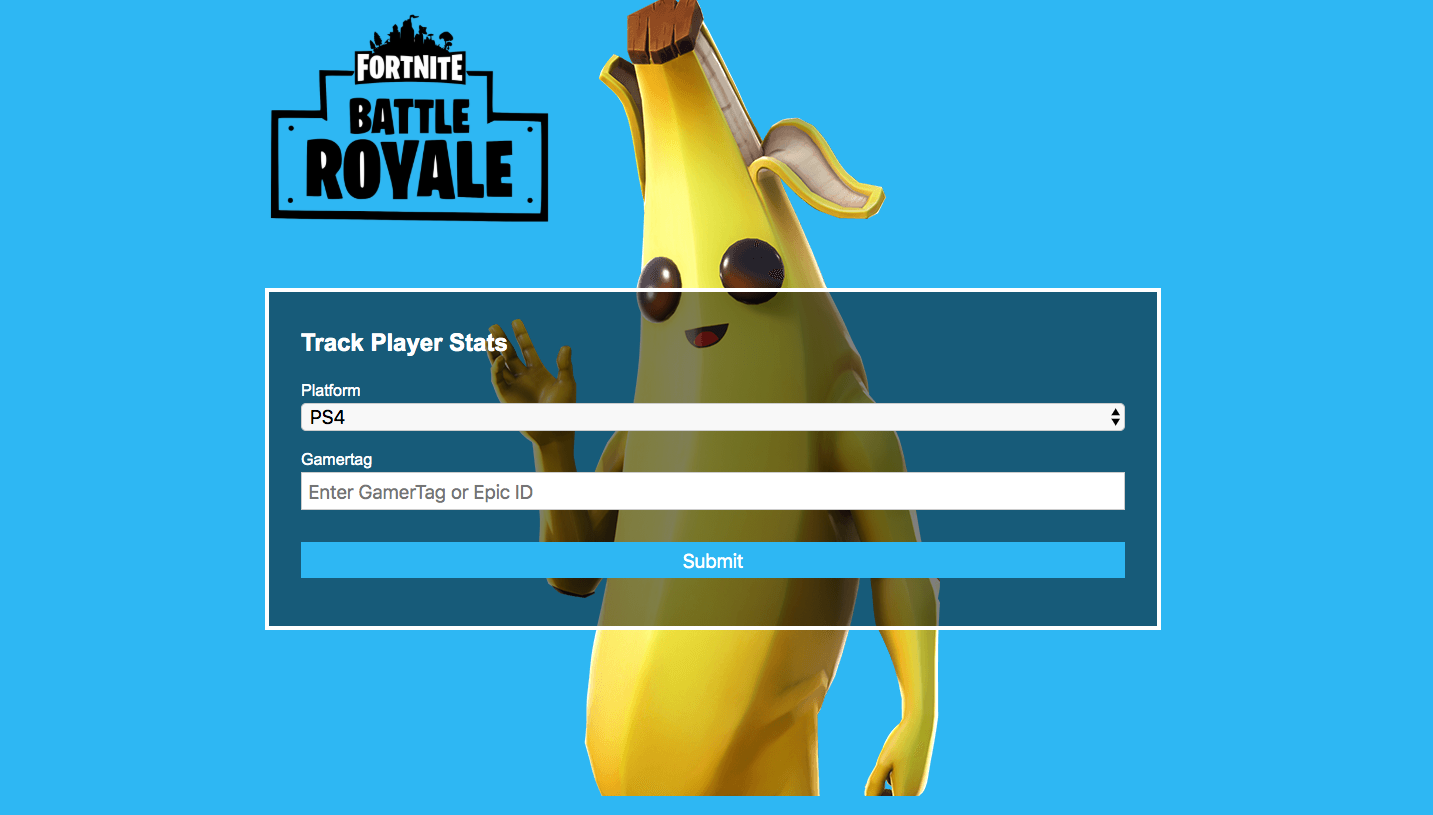 FORTNITE
BATTLE
ROYALE
Track Player Stats
Platform
PS4
Gamertag
Enter GamerTag or Epic ID
Submit